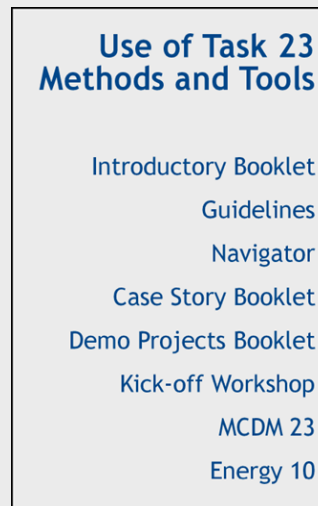 Use of Task 23
Methods and Tools
Introductory Booklet
Guidelines
Navigator
Case Story Booklet
Demo Projects Booklet
Kick-off Workshop
MCDM 23
Energy 10